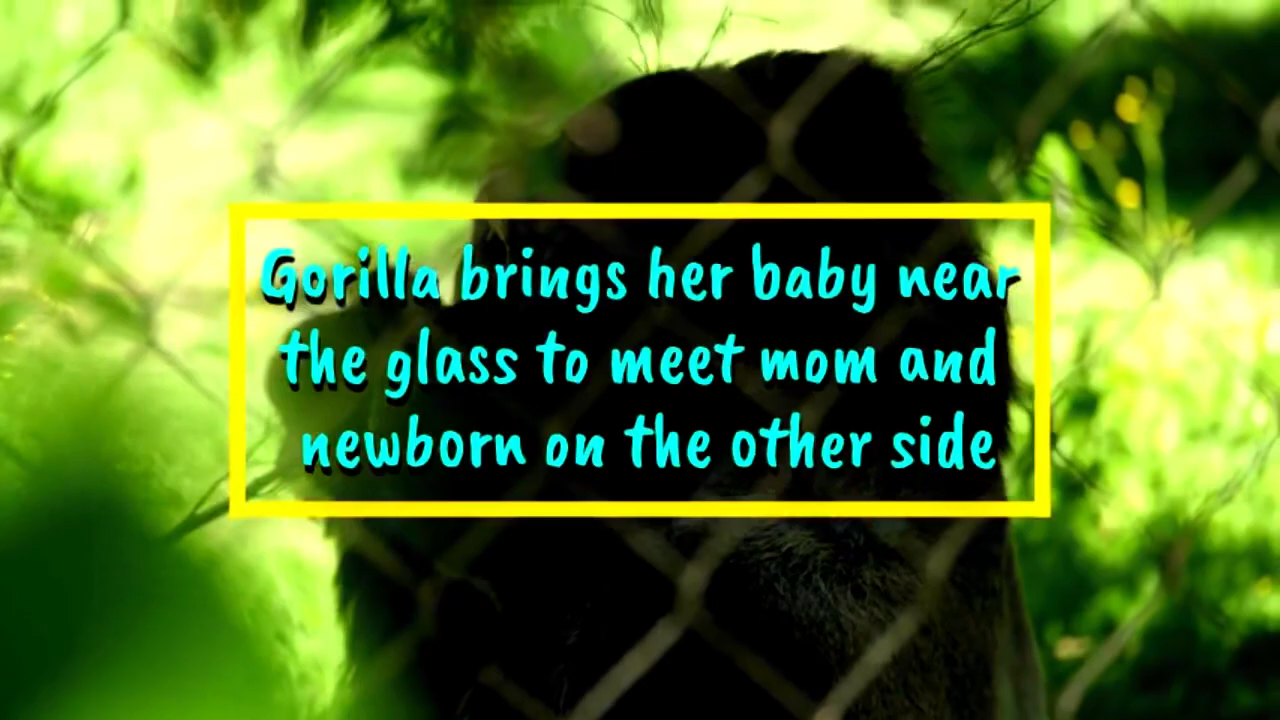 Gorilla brings her baby near
the glass to meet mom and
newborn on the other side